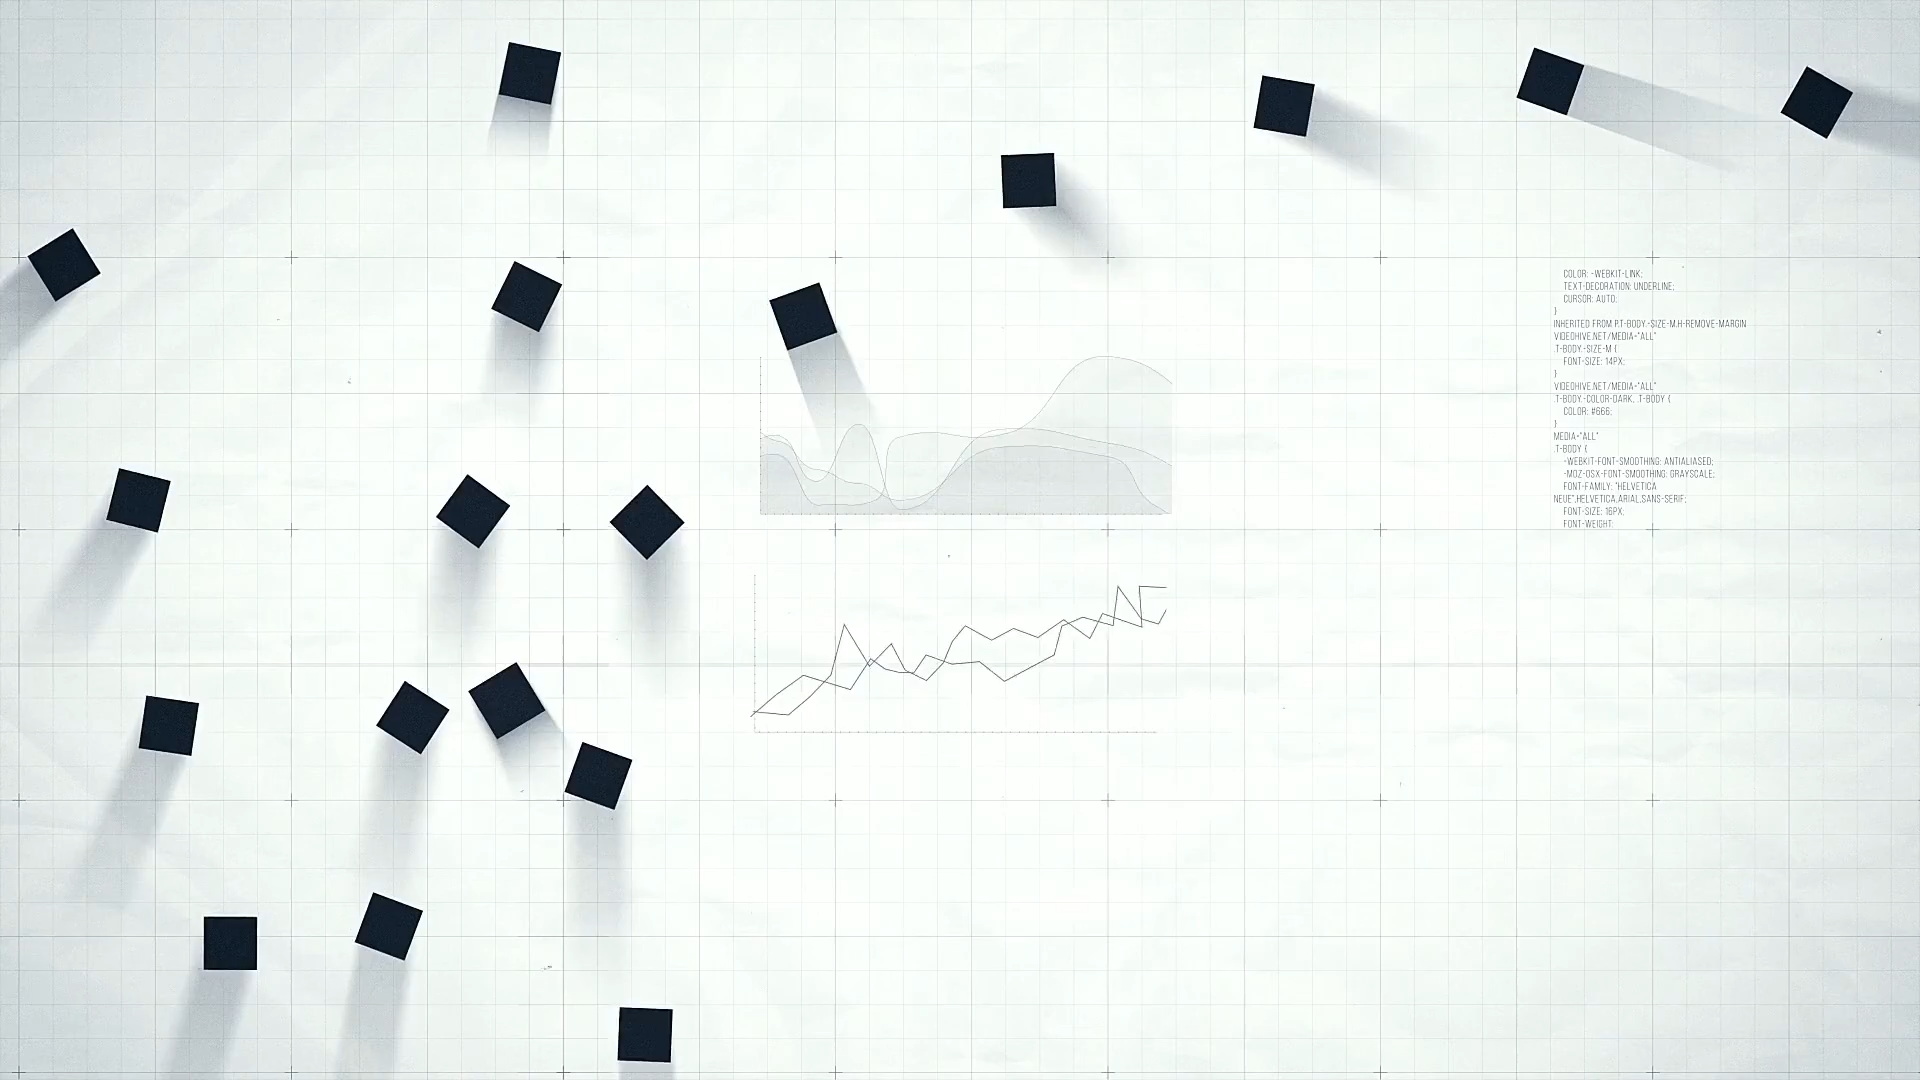 COLOR: -WEBKIT-LINK;
TEXT-DECORATION: UNDERLINE;
CURSOR: AUTO;
}
INHERITED FROM P.T-BODY.-SIZE-M.H-REMOVE-MARGIN
VIDEOHIVE.NET/MEDIA="ALL"
.T-BODY.-SIZE-M {
FONT-SIZE: 14PX;
}
VIDEOHIVE.NET/MEDIA="ALL"
.T-BODY.-COLOR-DARK, .T-BODY {
COLOR: #666;
}
MEDIA="ALL"
.T-BODY {
-WEBKIT-FONT-SMOOTHING: ANTIALIASED;
-MOZ-OSX-FONT-SMOOTHING: GRAYSCALE;
FONT-FAMILY: "HELVETICA
NEUE",HELVETICA,ARIAL,SANS-SERIF;
FONT-SIZE: 16PX;
FONT-WEIGHT: